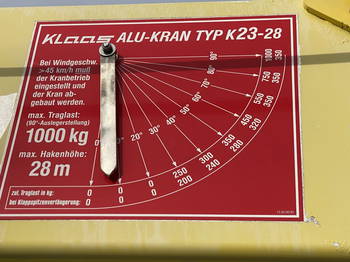 Klaas ALU-KRAN TYP K23-28
Bei Windgeschw.
>45 km/h muß
der Kranbetrieb
eingestellt und
der Kran ab-
gebaut werden.
max. Traglast:
(90°-Auslegerstellung)
1000 kg
max. Hakenhöhe:
28 m
zul. Traglast in kg:
bei Klappspitzenverlängerung:
0°
10°
20°
30°
40°
50°
60°
70°
80°
90°
0 0
0 0
0 0
250 200
300 240
350 280
450 320
550 350
750 350
1000 350